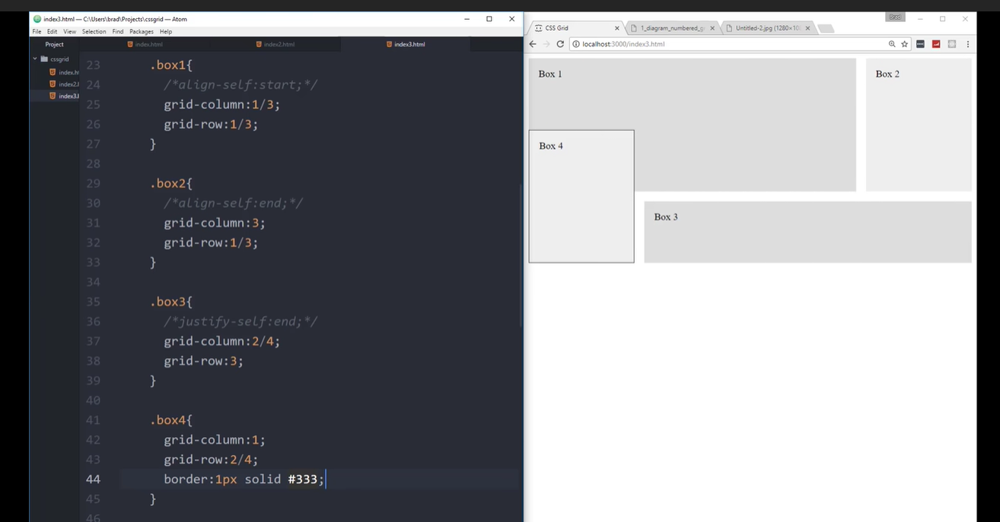 index3.html — C:\Users\brad\Projects\cssgrid — Atom
File Edit View Selection Find Packages Help
Project
index.html
index2.html
index3.html
cssgrid
index.ht
index2.l
index3.l
23 .box1{
24 /*align-self:start;*/
25 grid-column:1/3;
26 grid-row:1/3;
27 }
28
29 .box2{
30 /*align-self:end;*/
31 grid-column:3;
32 grid-row:1/3;
33 }
34
35 .box3{
36 /*justify-self:end;*/
37 grid-column:2/4;
38 grid-row:3;
39 }
40
41 .box4{
42 grid-column:1;
43 grid-row:2/4;
44 border:1px solid #333;
45 }
46
Brad
CSS Grid
1_diagram_numbered_g
Untitled-2.jpg (1280×10
localhost:3000/index3.html
Box 1
Box 2
Box 4
Box 3